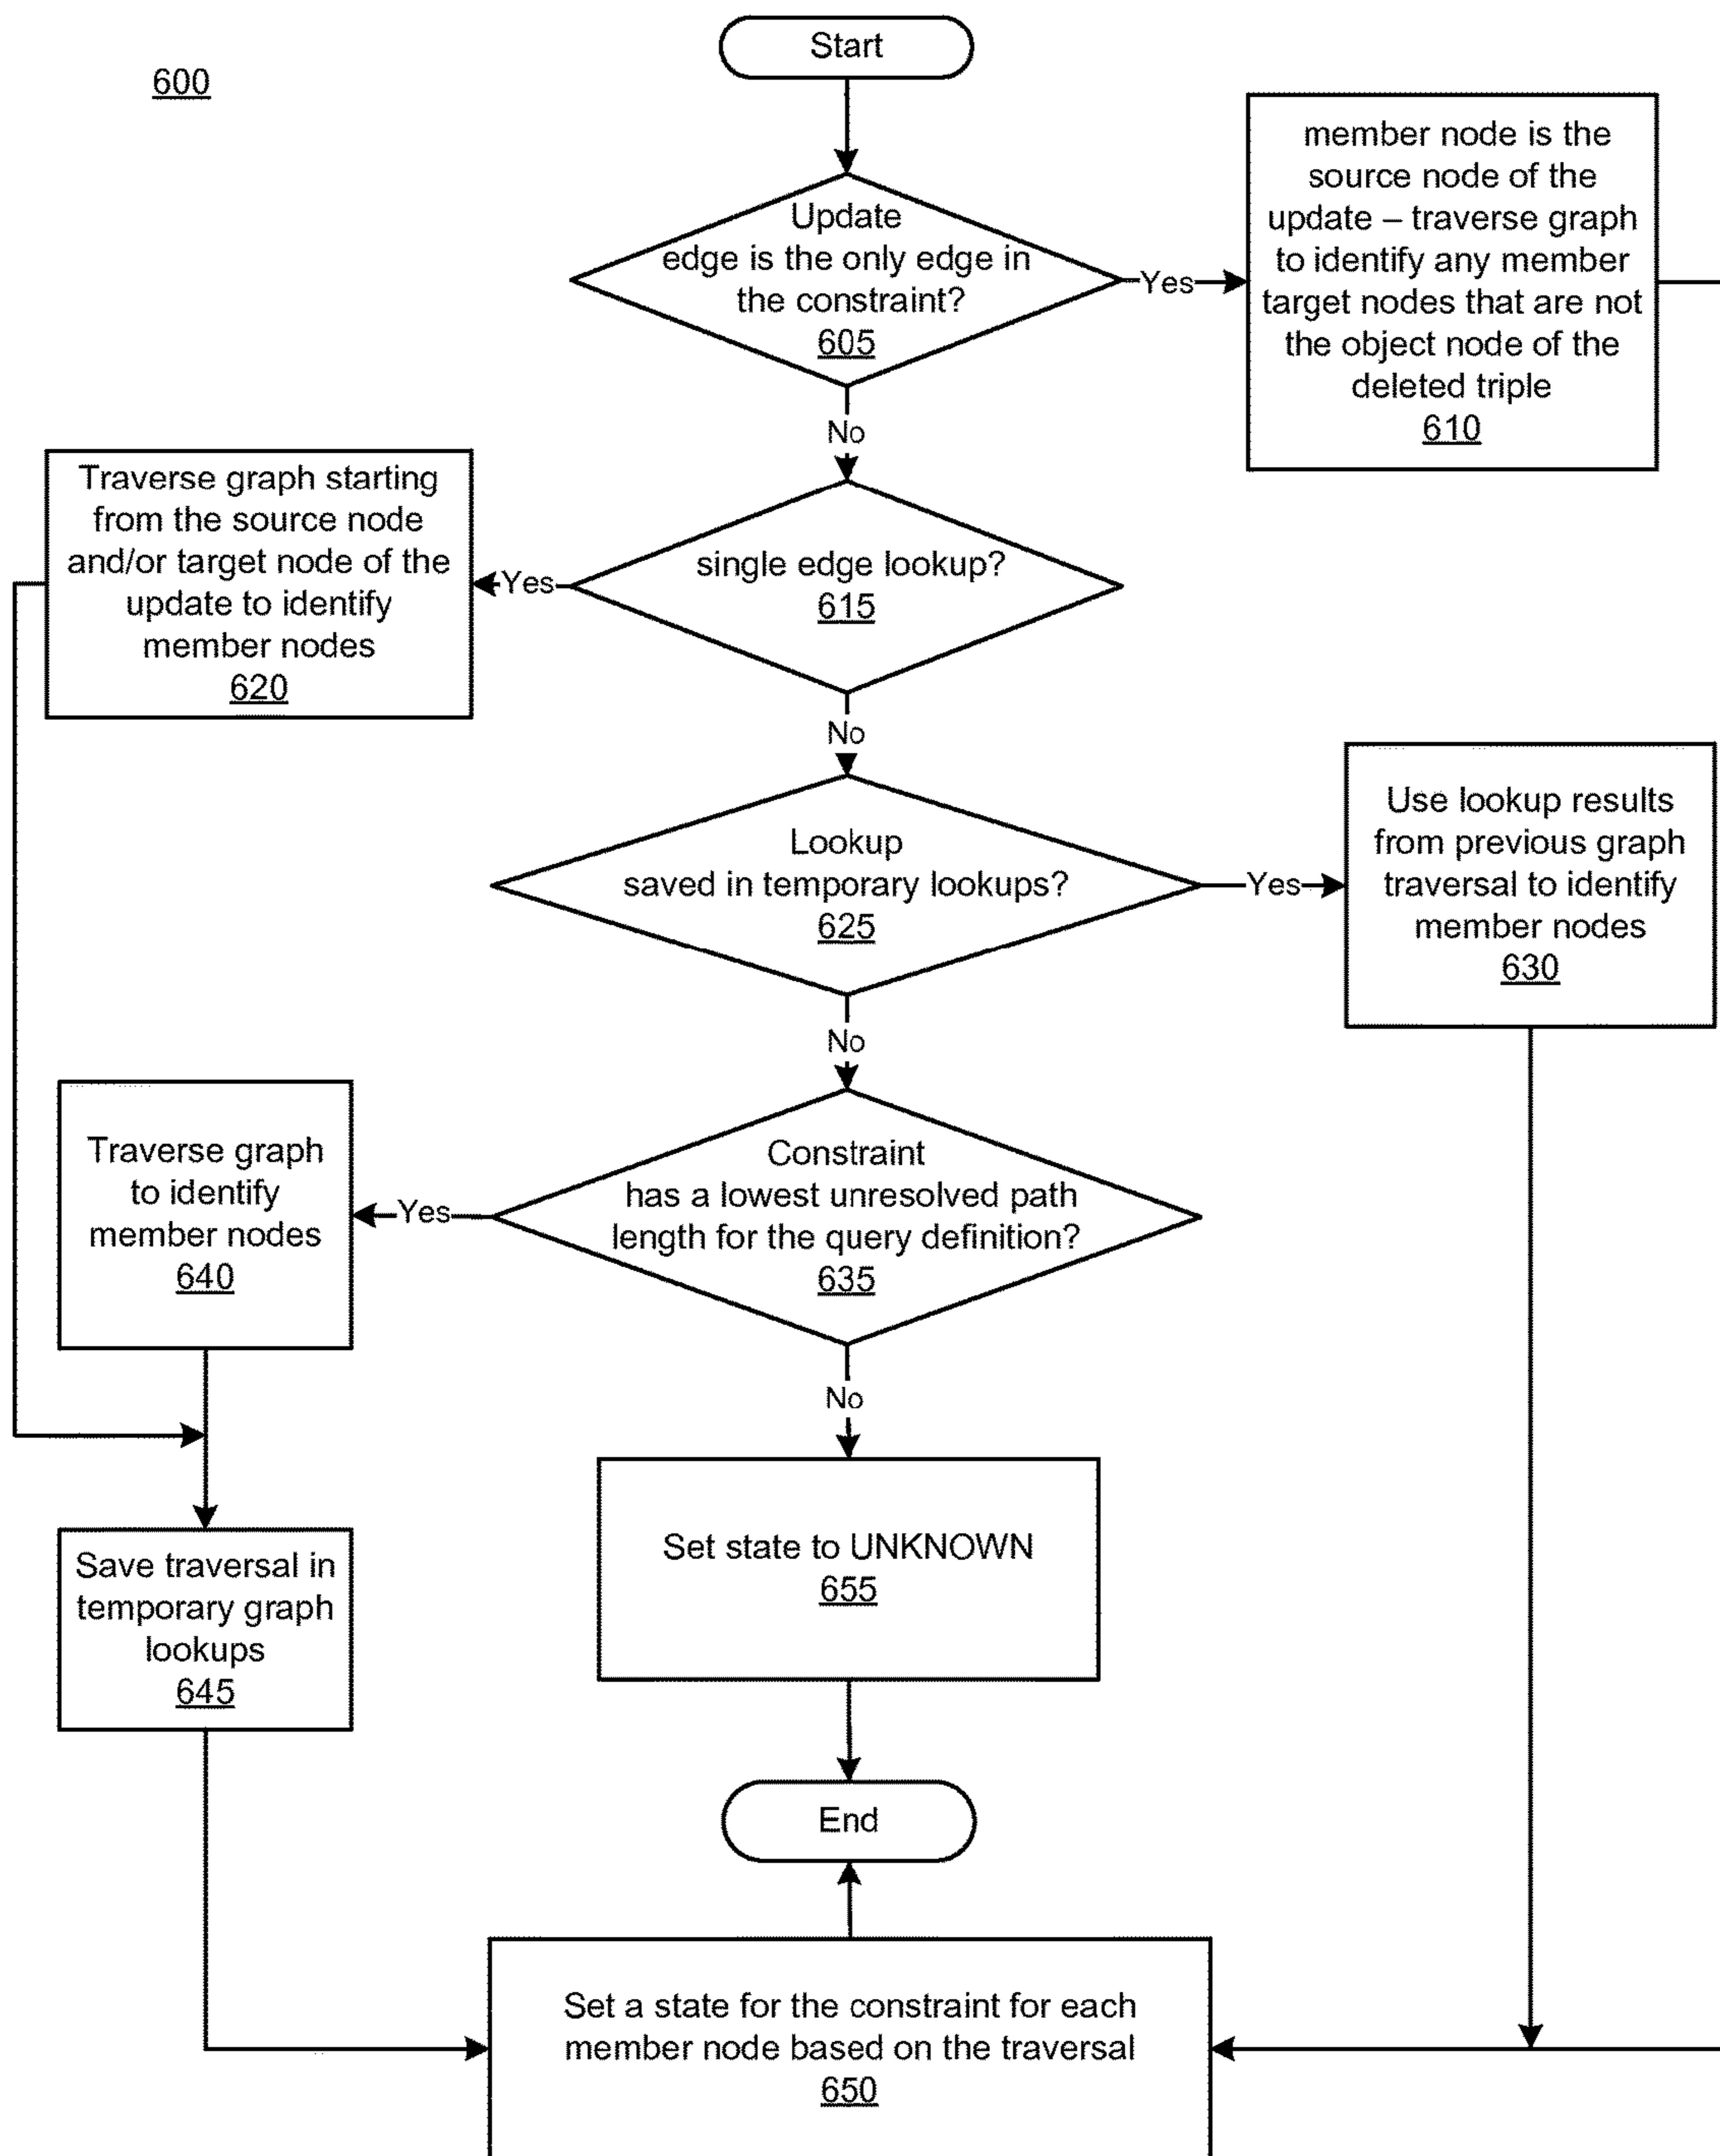 Start
600
member node is the
source node of the
update – traverse graph
to identify any member
target nodes that are not
the object node of the
deleted triple
610
Update
edge is the only edge in
the constraint?
605
Yes
No
Traverse graph starting
from the source node
and/or target node of the
update to identify
member nodes
620
Yes
single edge lookup?
615
No
Lookup
saved in temporary lookups?
625
Yes
Use lookup results
from previous graph
traversal to identify
member nodes
630
No
Traverse graph
to identify
member nodes
640
Yes
Constraint
has a lowest unresolved path
length for the query definition?
635
No
Save traversal in
temporary graph
lookups
645
Set state to UNKNOWN
655
End
Set a state for the constraint for each
member node based on the traversal
650